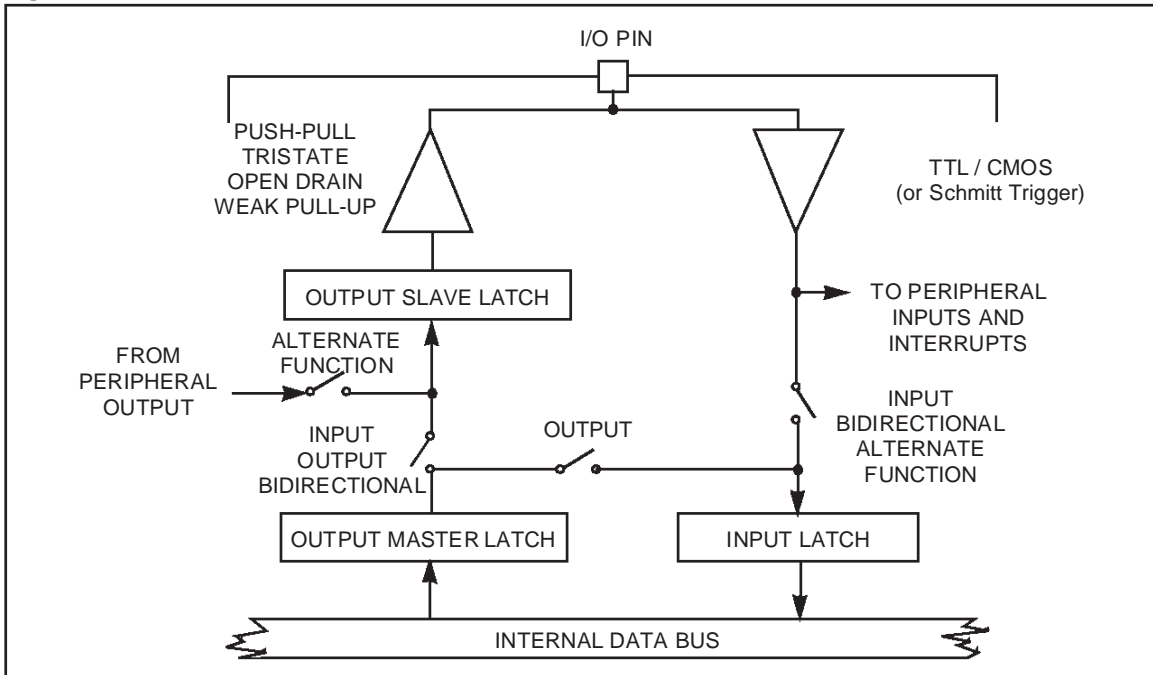 I/O PIN
PUSH-PULL
TRISTATE
OPEN DRAIN
WEAK PULL-UP
TTL / CMOS
(or Schmitt Trigger)
OUTPUT SLAVE LATCH
TO PERIPHERAL
INPUTS AND
INTERRUPTS
ALTERNATE
FUNCTION
FROM
PERIPHERAL
OUTPUT
INPUT
OUTPUT
BIDIRECTIONAL
OUTPUT
INPUT
BIDIRECTIONAL
ALTERNATE
FUNCTION
OUTPUT MASTER LATCH
INPUT LATCH
INTERNAL DATA BUS